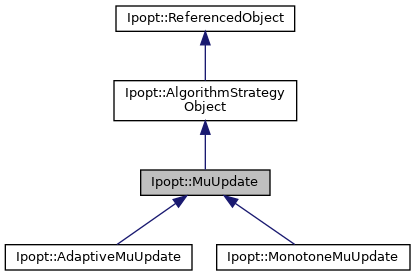 Ipopt::ReferencedObject
Ipopt::AlgorithmStrategy
Object
Ipopt::MuUpdate
Ipopt::AdaptiveMuUpdate
Ipopt::MonotoneMuUpdate